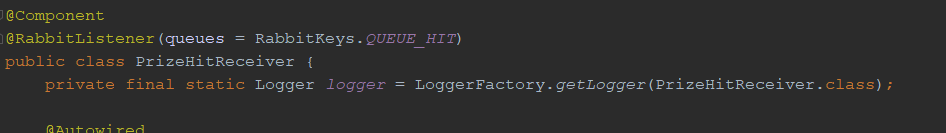 @Component
@RabbitListener(queues = RabbitKeys.QUEUE_HIT)
public class PrizeHitReceiver {
    private final static Logger logger = LoggerFactory.getLogger(PrizeHitReceiver.class);
    @Autowired